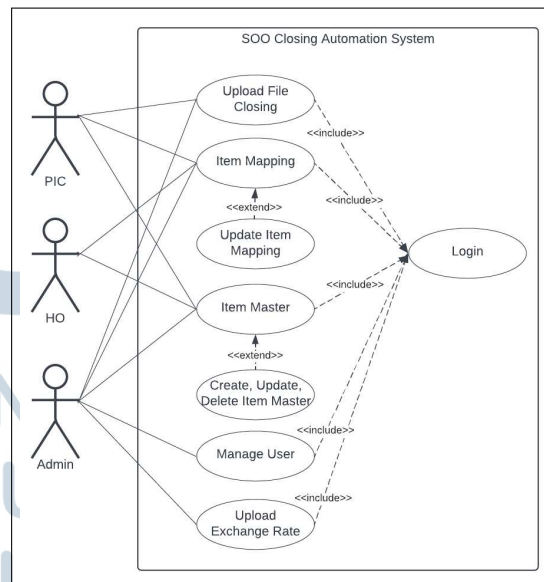 SOO Closing Automation System
Upload File
Closing
<<include>>
PIC
Item Mapping
<<include>>
<<extend>>
Update Item
Mapping
Login
HO
Item Master
<<include>>
<<extend>>
Create, Update,
Delete Item Master
Admin
<<include>>
Manage User
<<include>>
Upload
Exchange Rate